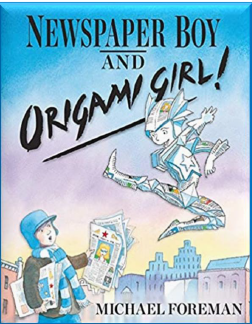 NEWSPAPER BOY
AND
ORIGAMI GIRL!
MICHAEL FOREMAN